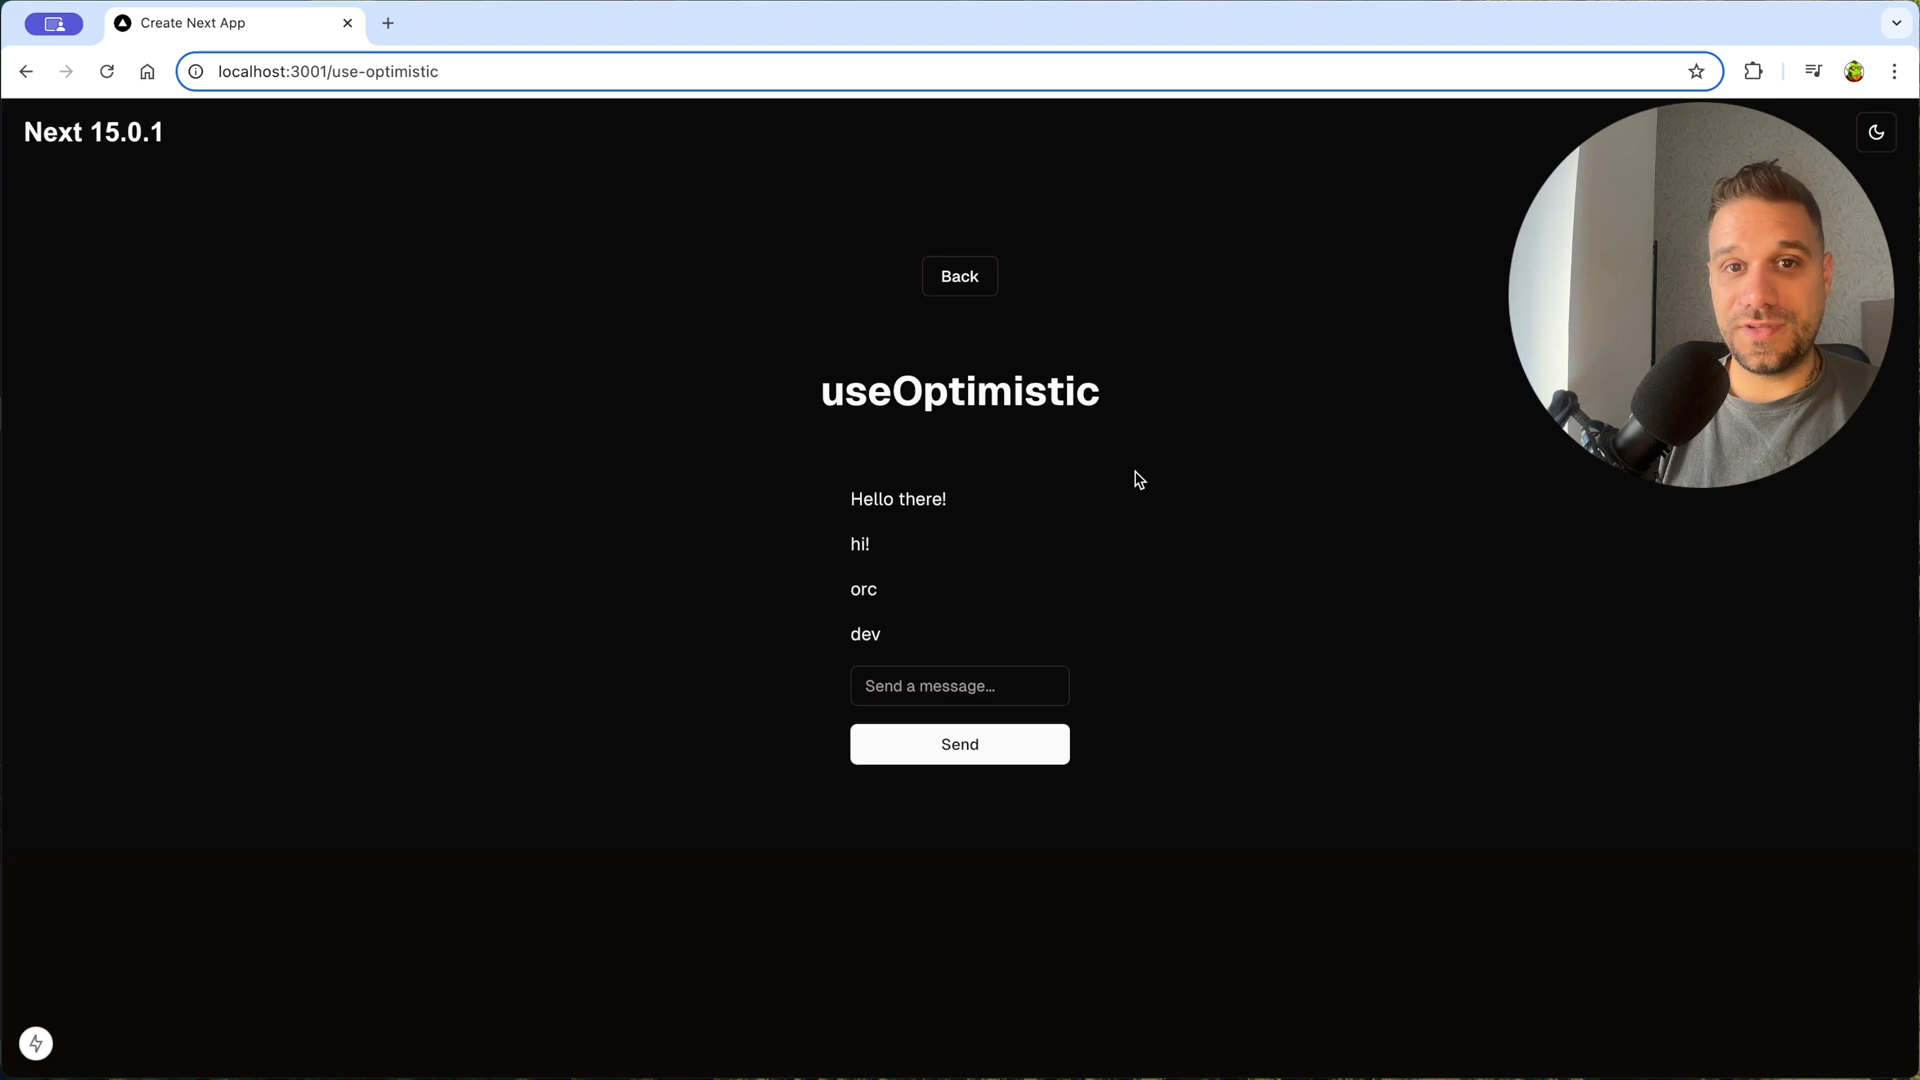 Create Next App
localhost:3001/use-optimistic
Next 15.0.1
Back
useOptimistic
Hello there!
hi!
orc
dev
Send a message...
Send